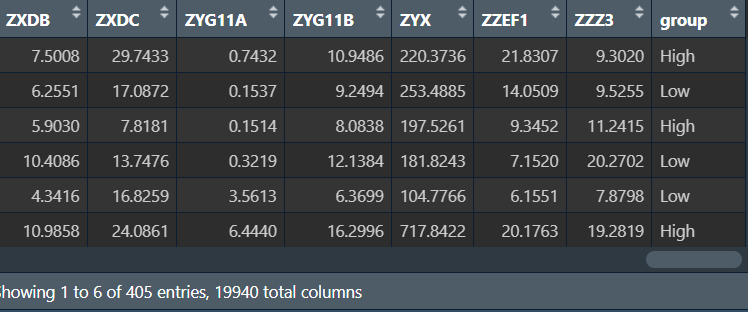 ZXDB ZXDC ZYG11A ZYG11B ZYX ZZEF1 ZZZ3 group
7.5008 29.7433 0.7432 10.9486 220.3736 21.8307 9.3020 High
6.2551 17.0872 0.1537 9.2494 253.4885 14.0509 9.5255 Low
5.9030 7.8181 0.1514 8.0838 197.5261 9.3452 11.2415 High
10.4086 13.7476 0.3219 12.1384 181.8243 7.1520 20.2702 Low
4.3416 16.8259 3.5613 6.3699 104.7766 6.1551 7.8798 Low
10.9858 24.0861 6.4440 16.2996 717.8422 20.1763 19.2819 High
Showing 1 to 6 of 405 entries, 19940 total columns